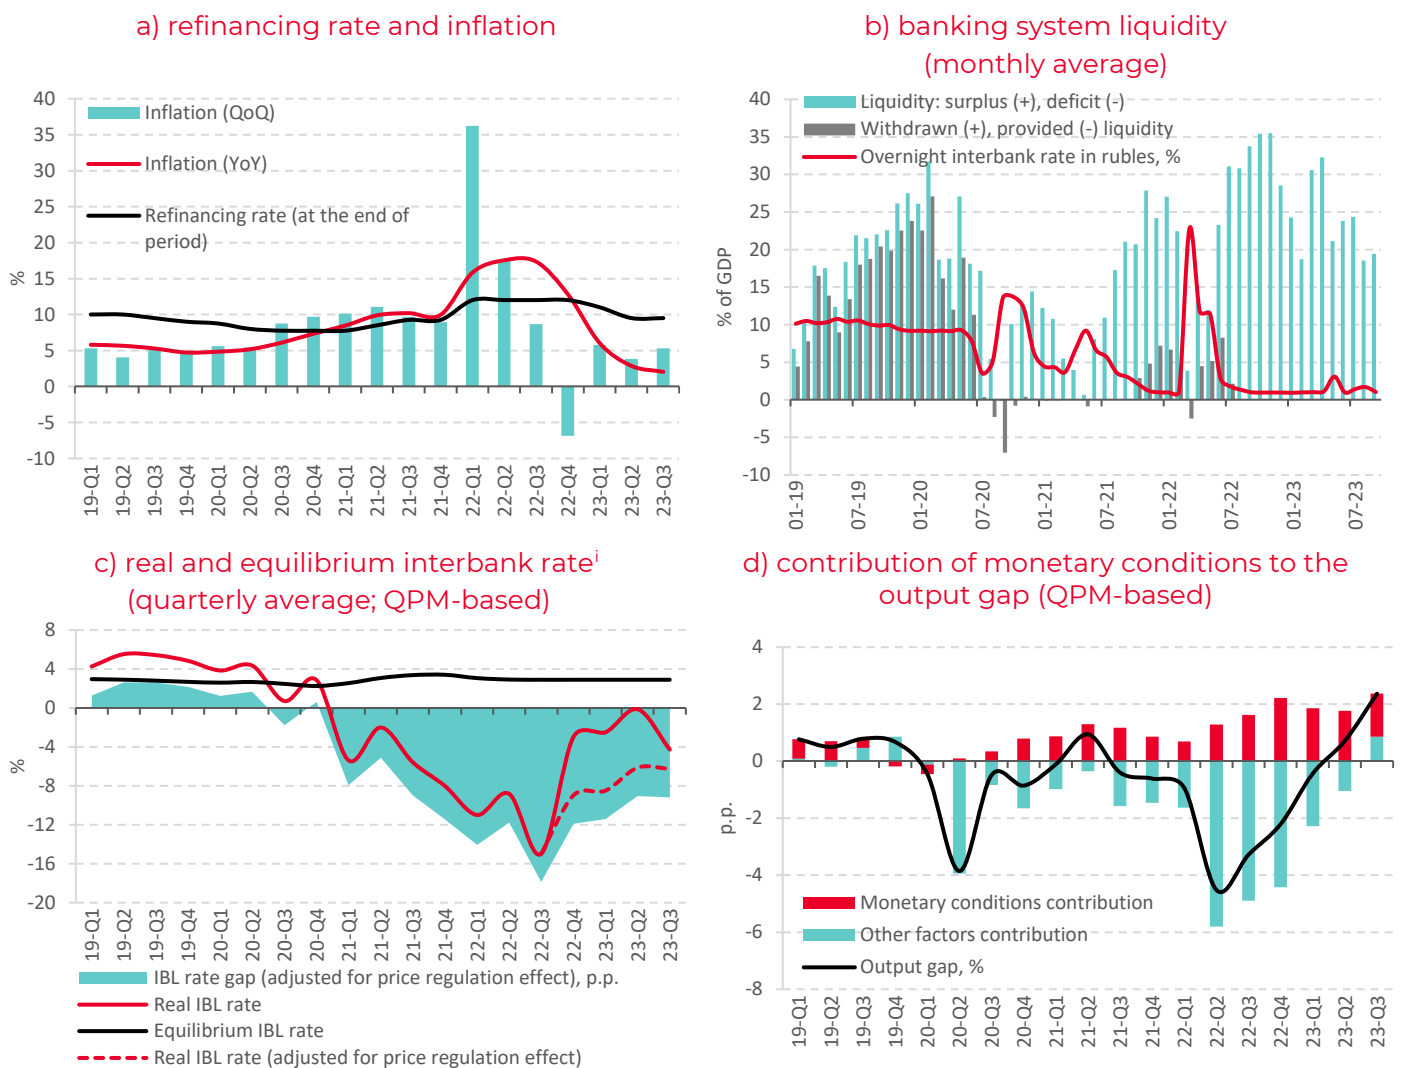 a) refinancing rate and inflation
40
35
30
25
20
15
10
5
0
-5
-10
%
Inflation (QoQ)
Inflation (YoY)
Refinancing rate (at the end of
period)
19-Q1
19-Q2
19-Q3
19-Q4
20-Q1
20-Q2
20-Q3
20-Q4
21-Q1
21-Q2
21-Q3
21-Q4
22-Q1
22-Q2
22-Q3
22-Q4
23-Q1
23-Q2
23-Q3
b) banking system liquidity
(monthly average)
40
35
30
25
20
15
10
5
0
-5
-10
% of GDP
Liquidity: surplus (+), deficit (-)
Withdrawn (+), provided (-) liquidity
Overnight interbank rate in rubles, %
01-19
07-19
01-20
07-20
01-21
07-21
01-22
07-22
01-23
07-23
c) real and equilibrium interbank rateⁱ
(quarterly average; QPM-based)
8
4
0
-4
-8
-12
-16
-20
%
19-Q1
19-Q2
19-Q3
19-Q4
20-Q1
20-Q2
20-Q3
20-Q4
21-Q1
21-Q2
21-Q3
21-Q4
22-Q1
22-Q2
22-Q3
22-Q4
23-Q1
23-Q2
23-Q3
IBL rate gap (adjusted for price regulation effect), p.p.
Real IBL rate
Equilibrium IBL rate
Real IBL rate (adjusted for price regulation effect)
d) contribution of monetary conditions to the
output gap (QPM-based)
4
2
0
-2
-4
-6
-8
p.p.
Monetary conditions contribution
Other factors contribution
Output gap, %
19-Q1
19-Q2
19-Q3
19-Q4
20-Q1
20-Q2
20-Q3
20-Q4
21-Q1
21-Q2
21-Q3
21-Q4
22-Q1
22-Q2
22-Q3
22-Q4
23-Q1
23-Q2
23-Q3